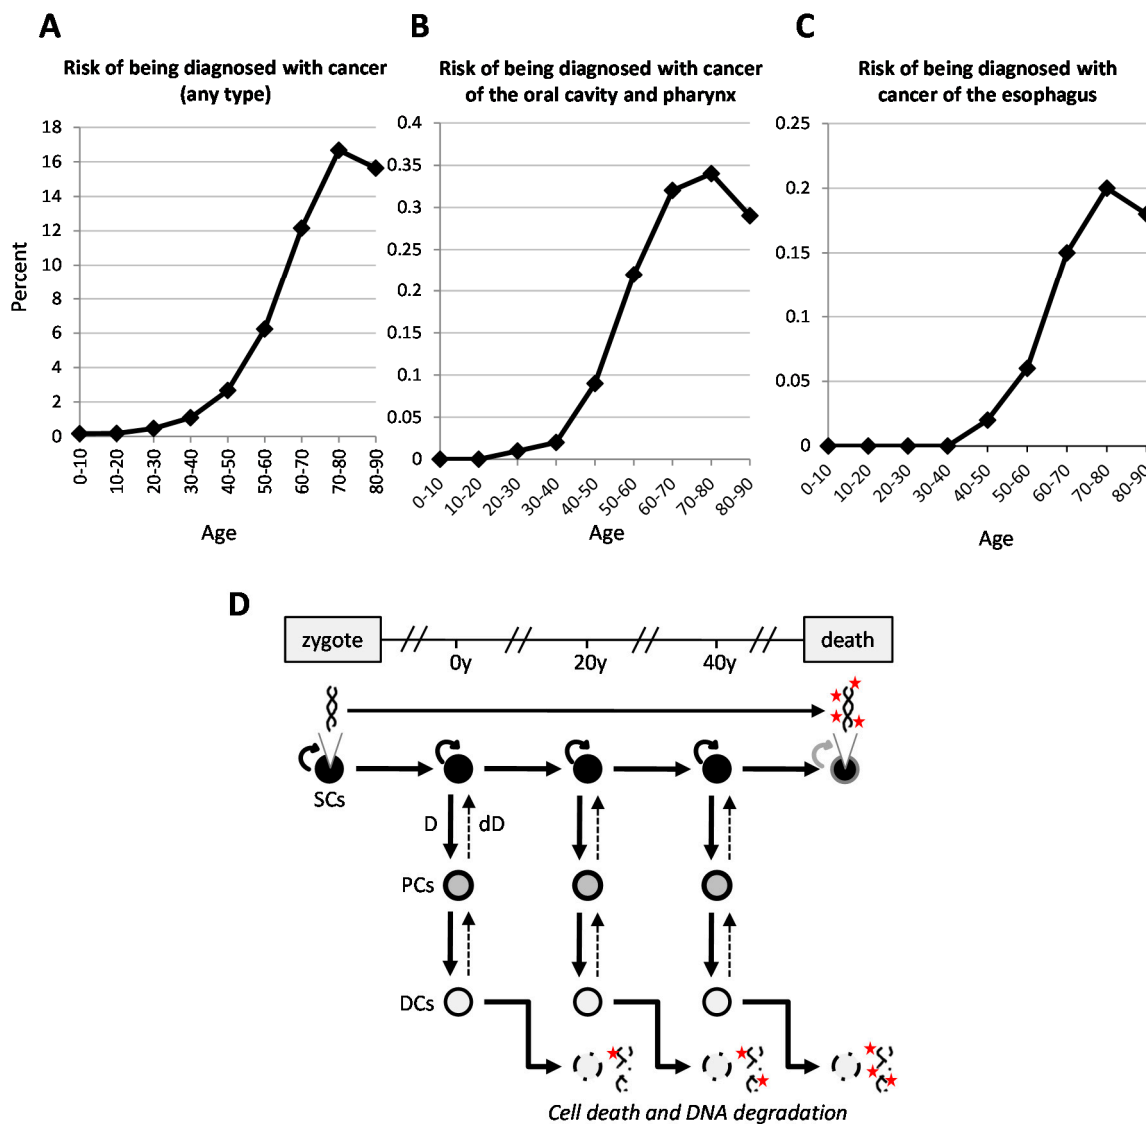 A
Risk of being diagnosed with cancer
(any type)
18
16
14
12
10
8
6
4
2
0
Percent
0-10
10-20
20-30
30-40
40-50
50-60
60-70
70-80
80-90
Age
B
Risk of being diagnosed with cancer
of the oral cavity and pharynx
0.4
0.35
0.3
0.25
0.2
0.15
0.1
0.05
0
0-10
10-20
20-30
30-40
40-50
50-60
60-70
70-80
80-90
Age
C
Risk of being diagnosed with
cancer of the esophagus
0.25
0.2
0.15
0.1
0.05
0
0-10
10-20
20-30
30-40
40-50
50-60
60-70
70-80
80-90
Age
D
zygote
death
0y
20y
40y
SCs
D
dD
PCs
DCs
Cell death and DNA degradation